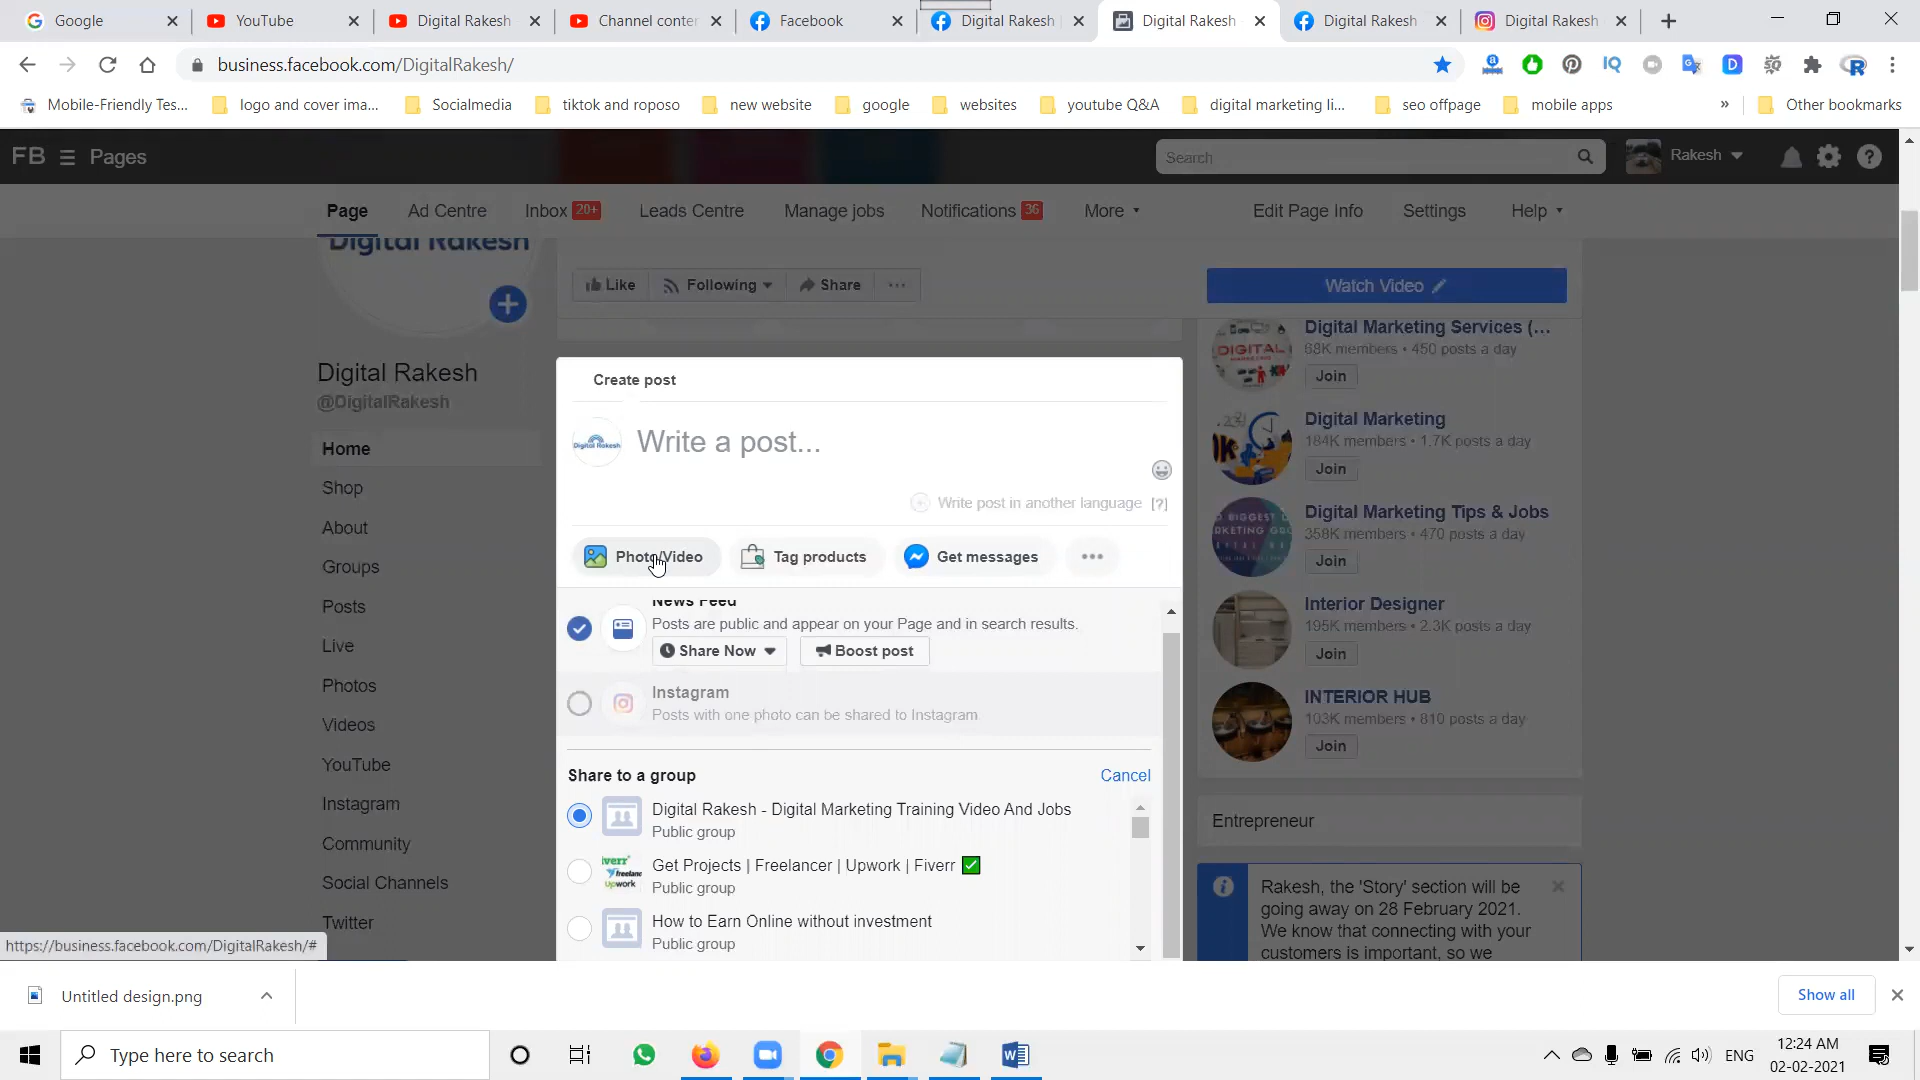 Google
YouTube
Digital Rakesh
Channel conten
Facebook
Digital Rakesh
Digital Rakesh
Digital Rakesh
Digital Rakesh
business.facebook.com/DigitalRakesh/
Mobile-Friendly Tes...
logo and cover ima...
Socialmedia
tiktok and roposo
new website
google
websites
youtube Q&A
digital marketing li...
seo offpage
mobile apps
»
Other bookmarks
FB
Pages
Search
Rakesh
Page
Ad Centre
Inbox 20+
Leads Centre
Manage jobs
Notifications 36
More
Edit Page Info
Settings
Help
Digital Rakesh
Like
Following
Share
Watch Video
Digital Rakesh
@DigitalRakesh
Home
Shop
About
Groups
Posts
Live
Photos
Videos
YouTube
Instagram
Community
Social Channels
Twitter
Create post
Digital Rakesh
Write a post...
Write post in another language [?]
Photo/Video
Tag products
Get messages
News Feed
Posts are public and appear on your Page and in search results.
Share Now
Boost post
Instagram
Posts with one photo can be shared to Instagram
Share to a group
Cancel
Digital Rakesh - Digital Marketing Training Video And Jobs
Public group
Get Projects | Freelancer | Upwork | Fiverr ✅
Public group
How to Earn Online without investment
Public group
Digital Marketing Services (...
68K members • 450 posts a day
Join
Digital Marketing
184K members • 1.7K posts a day
Join
Digital Marketing Tips & Jobs
358K members • 470 posts a day
Join
Interior Designer
195K members • 2.3K posts a day
Join
INTERIOR HUB
103K members • 810 posts a day
Join
Entrepreneur
Rakesh, the 'Story' section will be
going away on 28 February 2021.
We know that connecting with your
customers is important, so we
https://business.facebook.com/DigitalRakesh/#
Untitled design.png
Show all
Type here to search
ENG
12:24 AM
02-02-2021